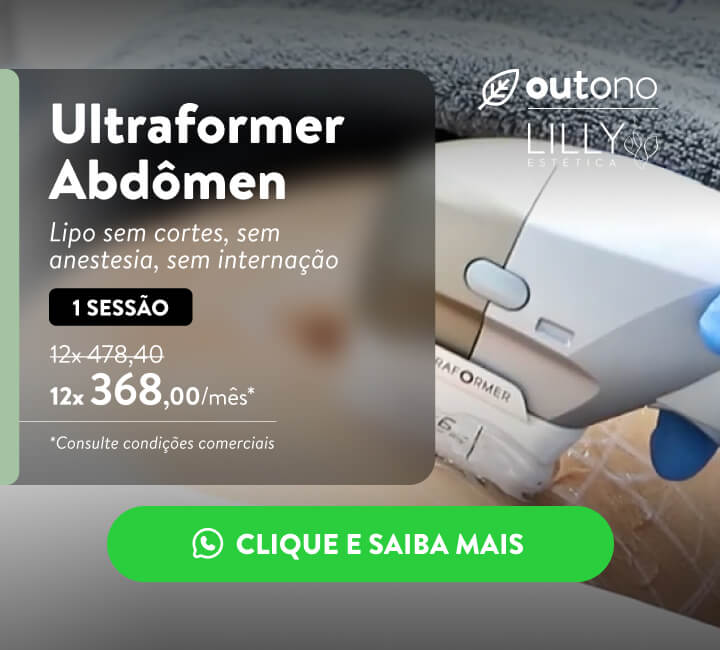 outono
LILLY
ESTÉTICA
Ultraformer
Abdômen
Lipo sem cortes, sem
anestesia, sem internação
1 SESSÃO
12x 478,40
12x 368,00/mês*
*Consulte condições comerciais
RAFORMER
6
CLIQUE E SAIBA MAIS